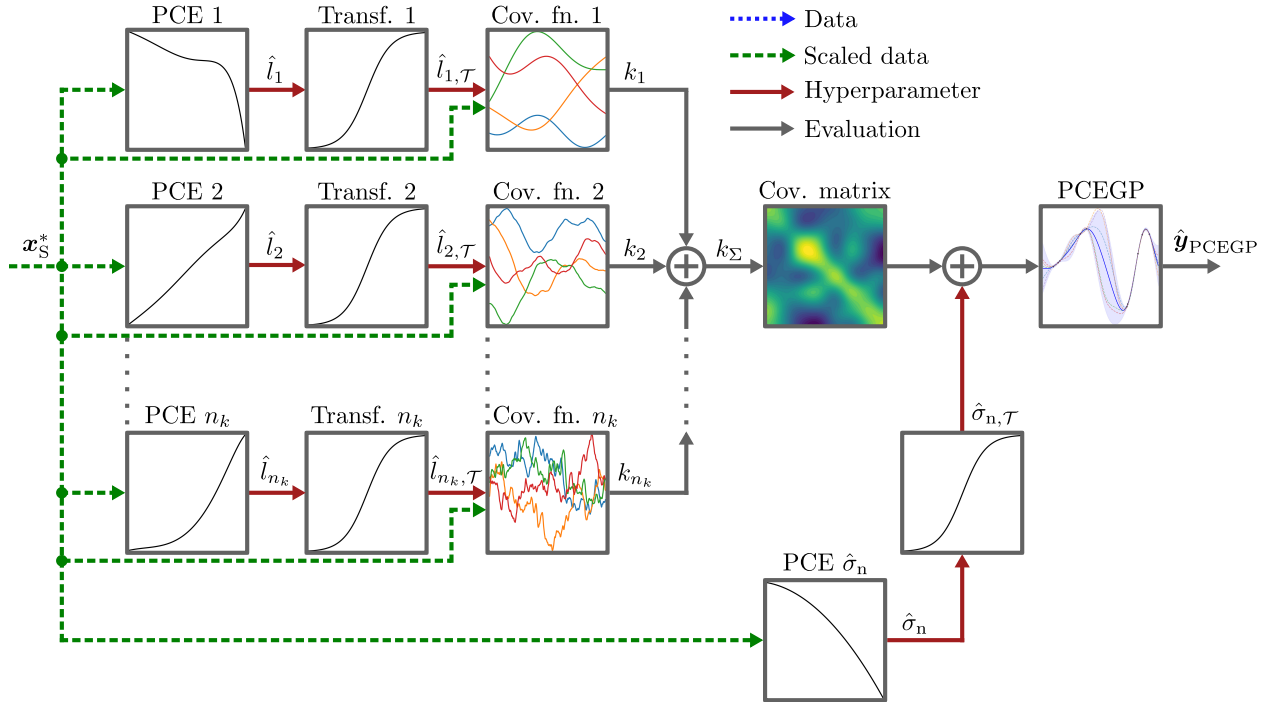 PCE 1
Transf. 1
Cov. fn. 1
Data
Scaled data
Hyperparameter
Evaluation
l̂₁
l̂₁,𝒯
k₁
PCE 2
Transf. 2
Cov. fn. 2
Cov. matrix
PCEGP
x*S
l̂₂
l̂₂,𝒯
k₂
kΣ
ŷPCEGP
PCE nₖ
Transf. nₖ
Cov. fn. nₖ
l̂nₖ
l̂nₖ,𝒯
knₖ
σ̂n,𝒯
PCE σ̂n
σ̂n